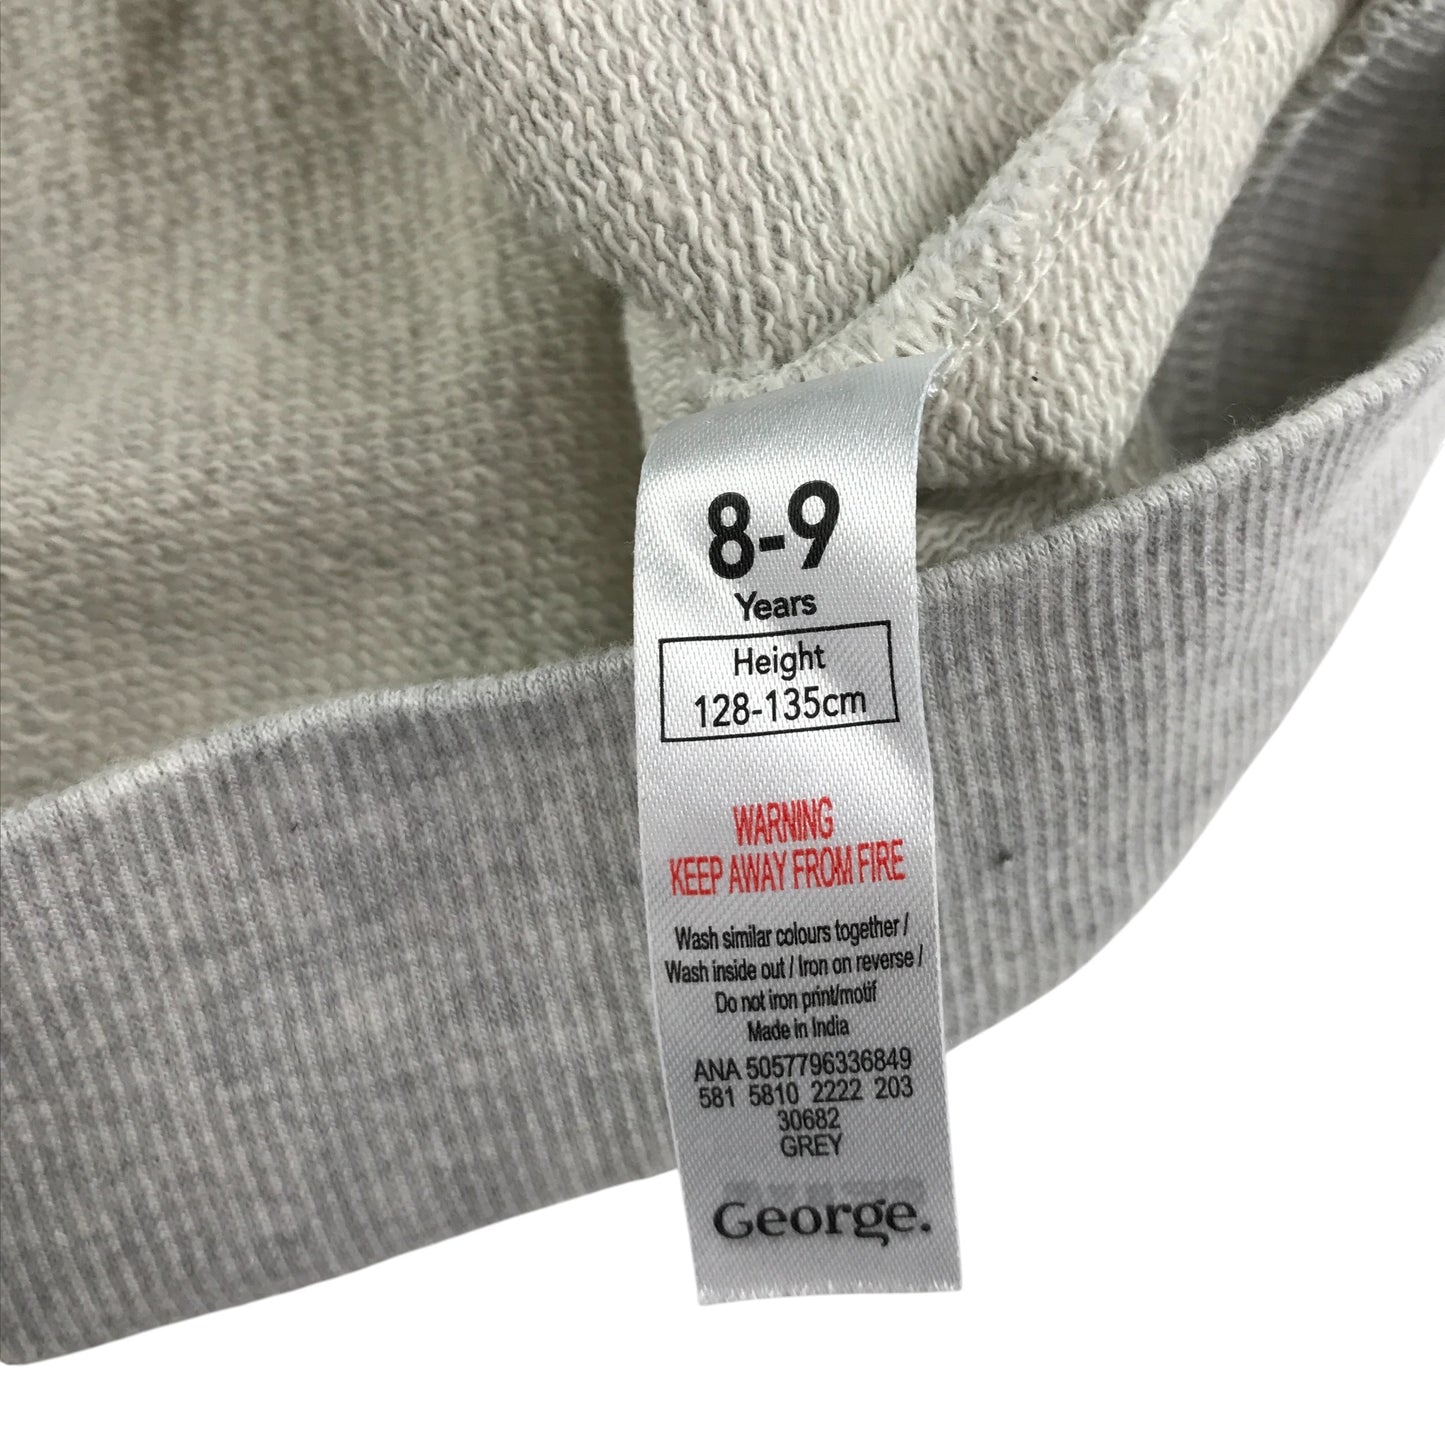 8-9
Years
Height
128-135cm
WARNING
KEEP AWAY FROM FIRE
Wash similar colours together /
Wash inside out / Iron on reverse /
Do not iron print/motif
Made in India
ANA 5057796336849
581 5810 2222 203
30682
GREY
George.